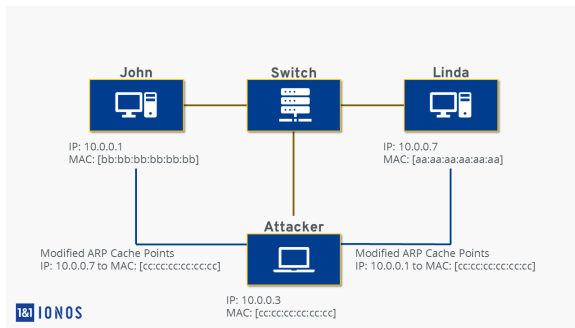 John
Switch
Linda
IP: 10.0.0.1
MAC: [bb:bb:bb:bb:bb:bb]
IP: 10.0.0.7
MAC: [aa:aa:aa:aa:aa:aa]
Attacker
Modified ARP Cache Points
IP: 10.0.0.7 to MAC: [cc:cc:cc:cc:cc:cc]
Modified ARP Cache Points
IP: 10.0.0.1 to MAC: [cc:cc:cc:cc:cc:cc]
IP: 10.0.0.3
MAC: [cc:cc:cc:cc:cc:cc]
1&1 IONOS